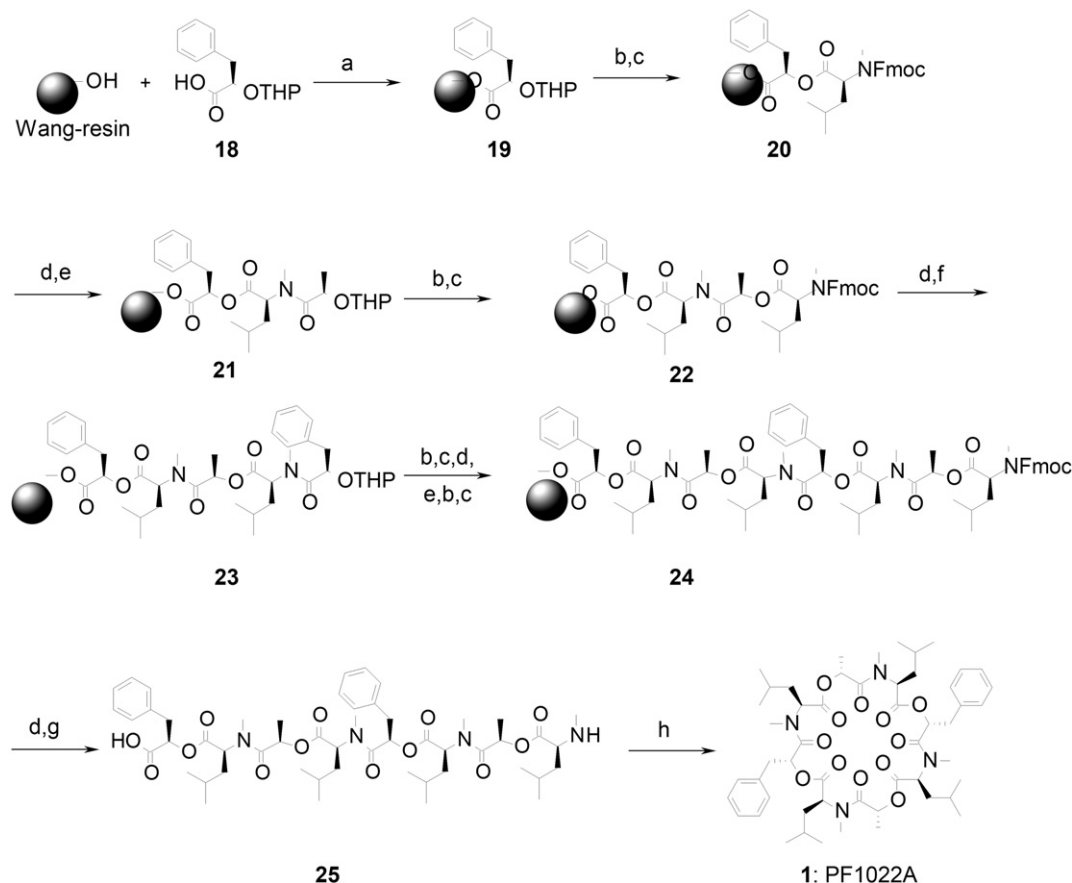 OH
Wang-resin
+
HO
O
OTHP
18
a
O
O
OTHP
19
b,c
O
O
O
O
NFmoc
20
d,e
O
O
O
O
N
O
OTHP
21
b,c
O
O
O
O
N
O
O
O
NFmoc
22
d,f
O
O
O
O
N
O
O
O
N
O
OTHP
23
b,c,d,
e,b,c
O
O
O
O
N
O
O
O
N
O
O
O
N
O
O
O
NFmoc
24
d,g
HO
O
O
O
N
O
O
O
N
O
O
O
N
O
O
O
NH
25
h
O
O
N
O
O
O
N
O
O
O
N
O
O
O
N
O
O
1: PF1022A